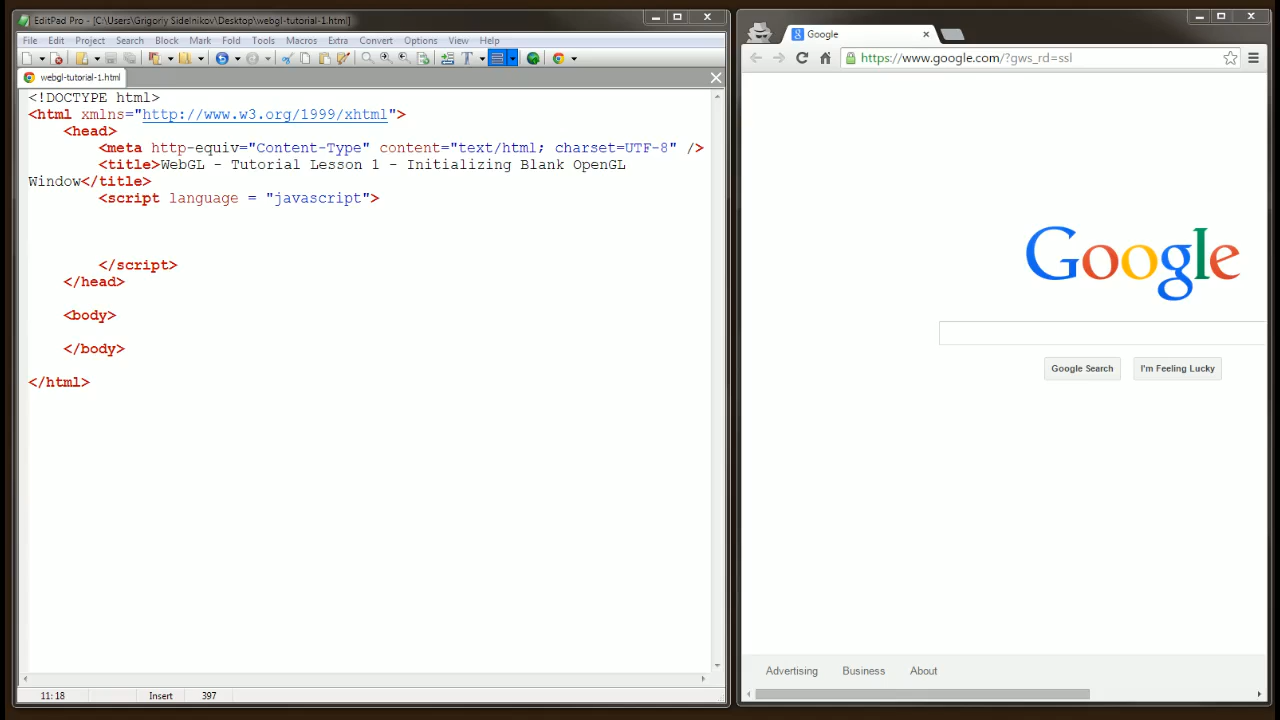 EditPad Pro - [C:\Users\Grigoriy Sidelnikov\Desktop\webgl-tutorial-1.html]
File Edit Project Search Block Mark Fold Tools Macros Extra Convert Options View Help
webgl-tutorial-1.html
<!DOCTYPE html>
<html xmlns="http://www.w3.org/1999/xhtml">
<head>
<meta http-equiv="Content-Type" content="text/html; charset=UTF-8" />
<title>WebGL - Tutorial Lesson 1 - Initializing Blank OpenGL
Window</title>
<script language = "javascript">
</script>
</head>
<body>
</body>
</html>
11:18 Insert 397
Google
https://www.google.com/?gws_rd=ssl
Google
Google Search I'm Feeling Lucky
Advertising Business About